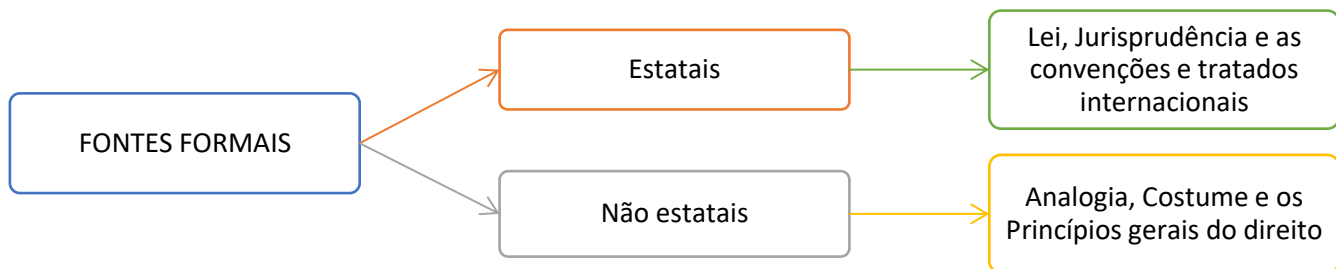 FONTES FORMAIS
Estatais
Lei, Jurisprudência e as
convenções e tratados
internacionais
Não estatais
Analogia, Costume e os
Princípios gerais do direito